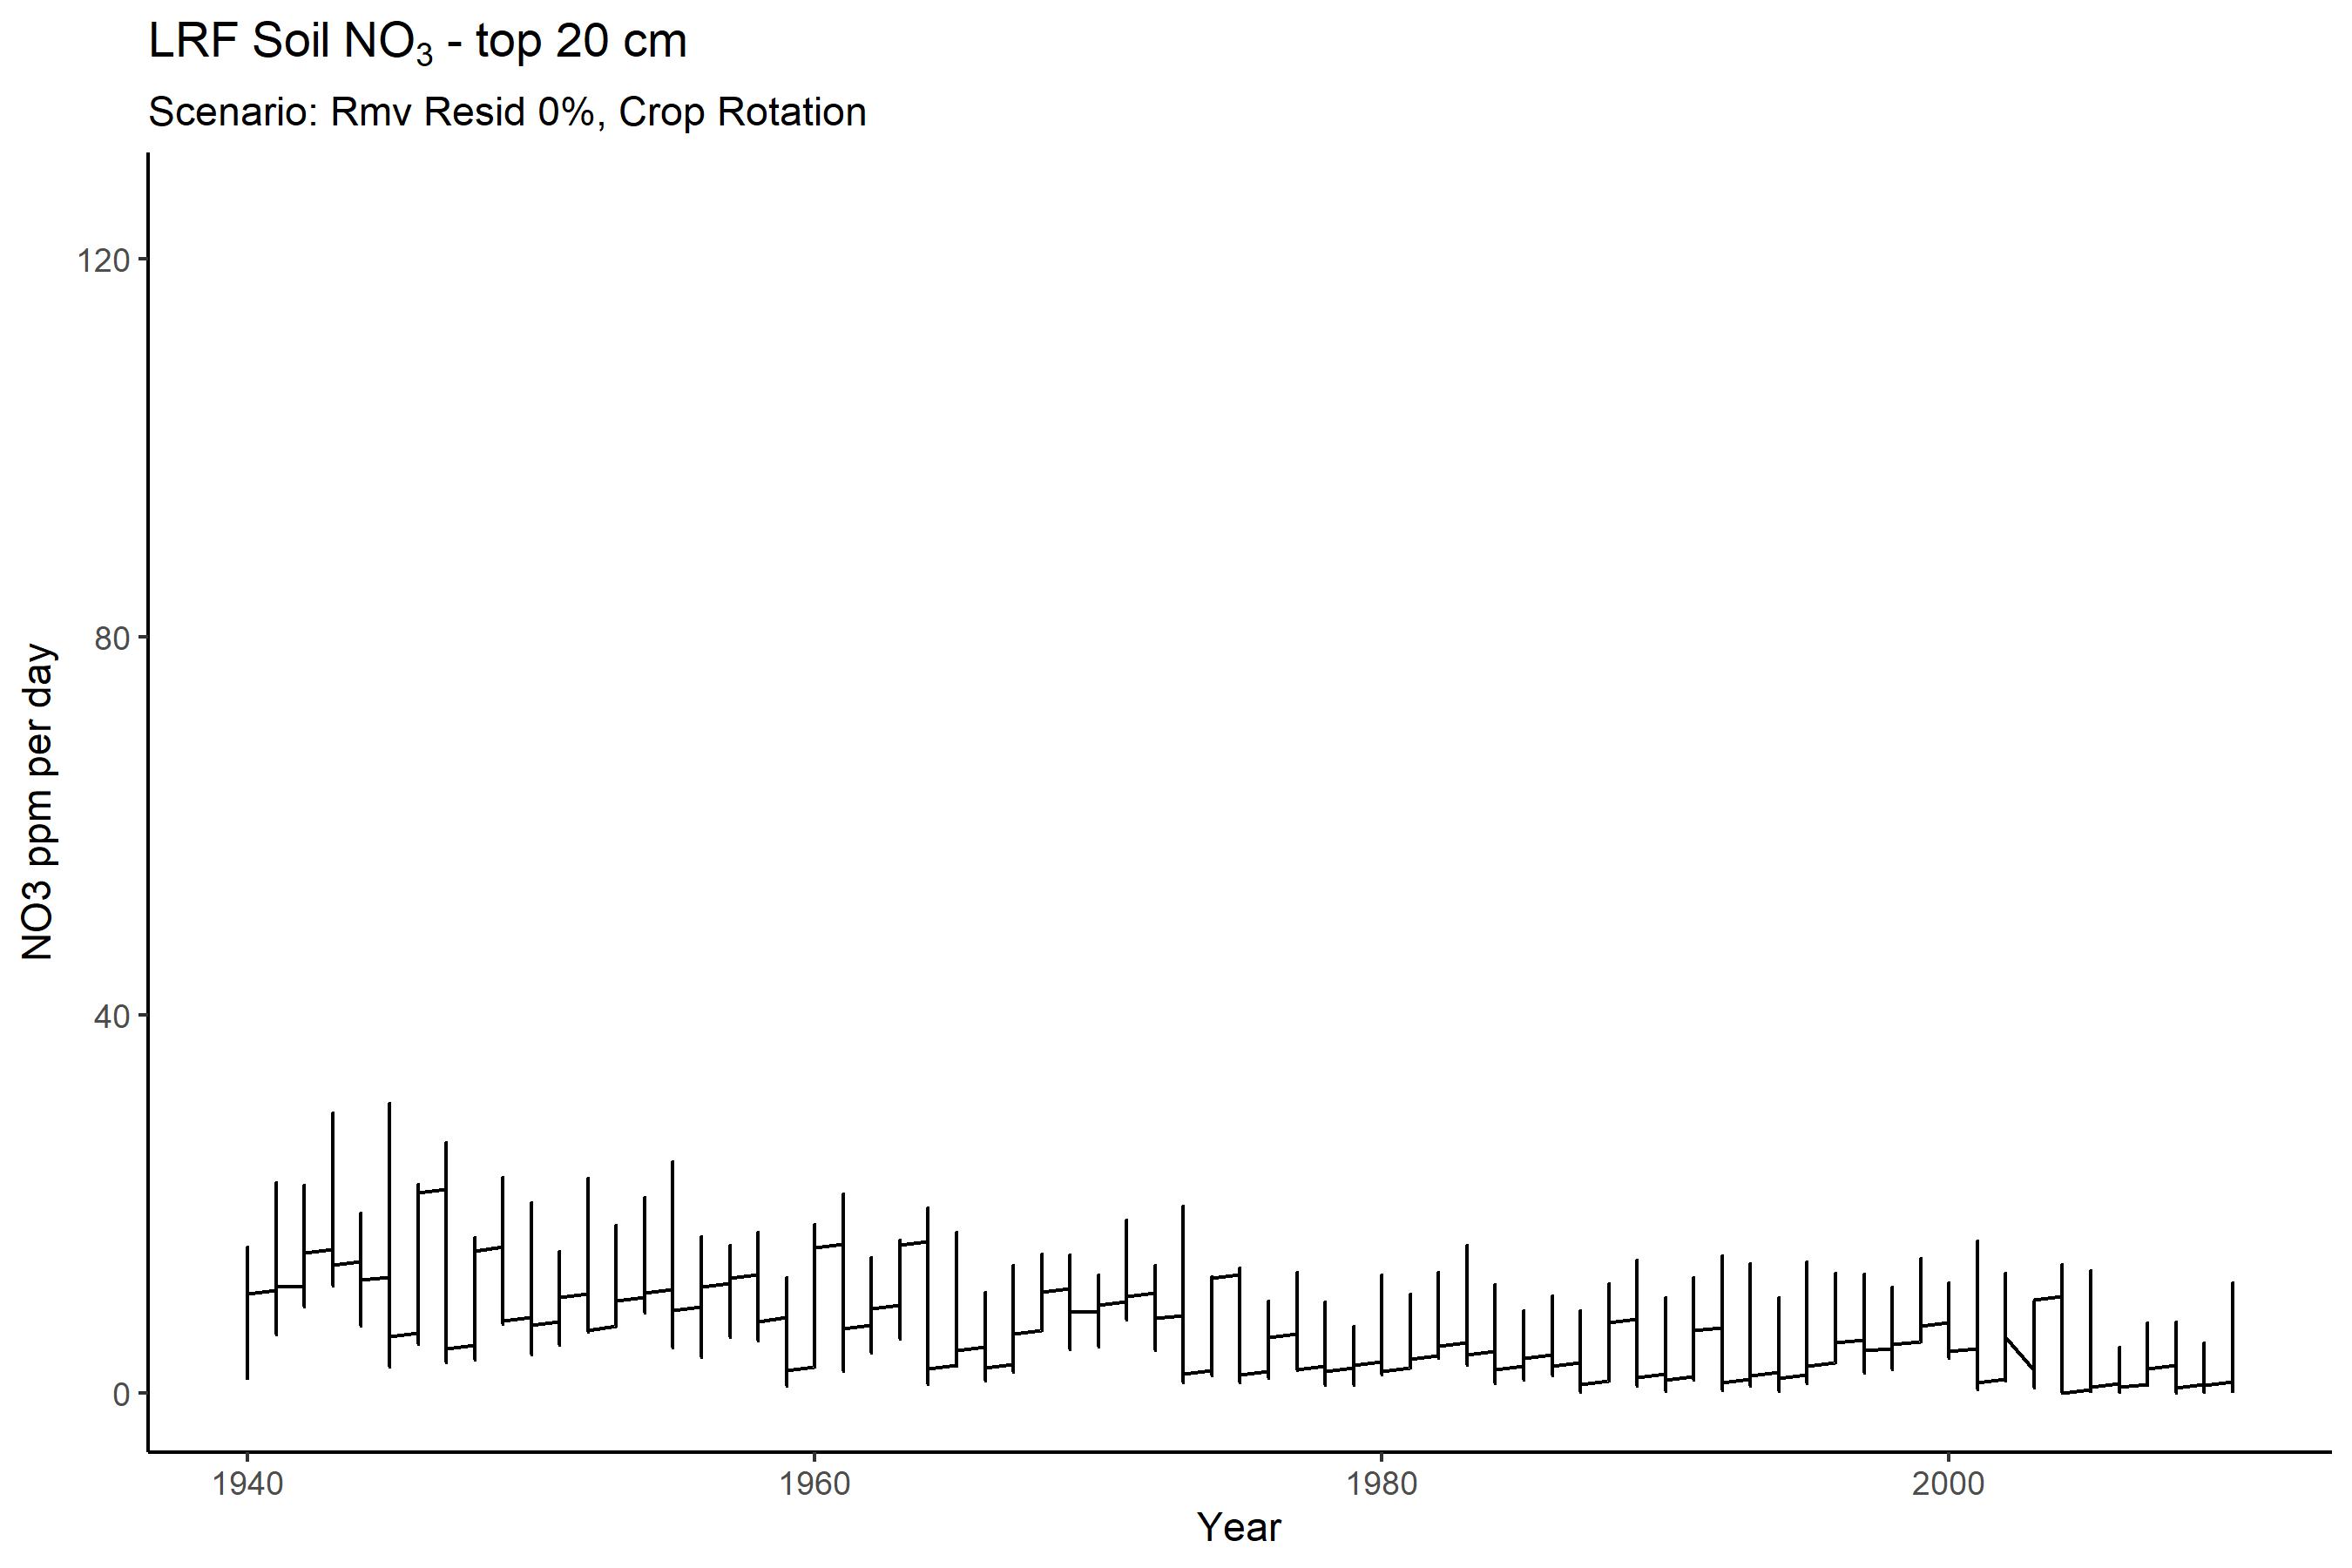 LRF Soil NO₃ - top 20 cm
Scenario: Rmv Resid 0%, Crop Rotation
NO3 ppm per day
120
80
40
0
1940 1960 1980 2000
Year